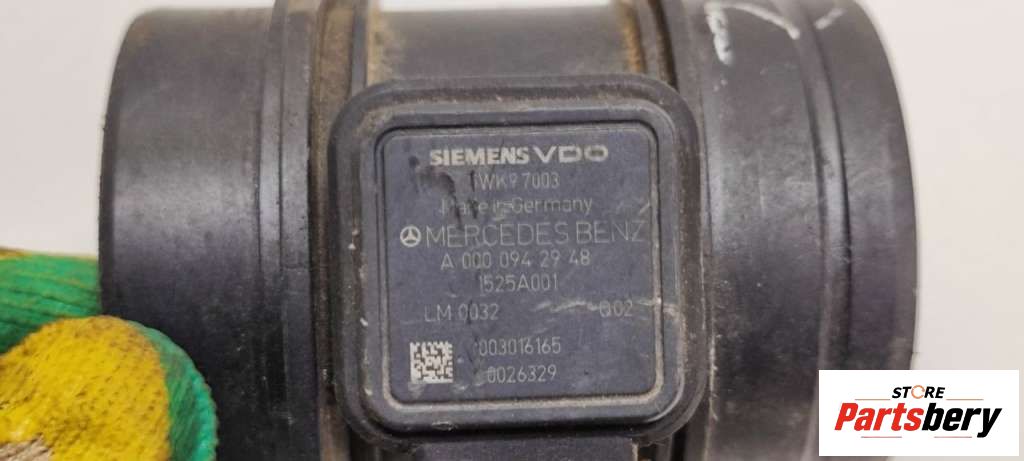 SIEMENS VDO
5WK9 7003
Made in Germany
MERCEDES BENZ
A 000 094 29 48
1525A001
LM 0032 Q02
003016165
0026329
STORE
Partsbery